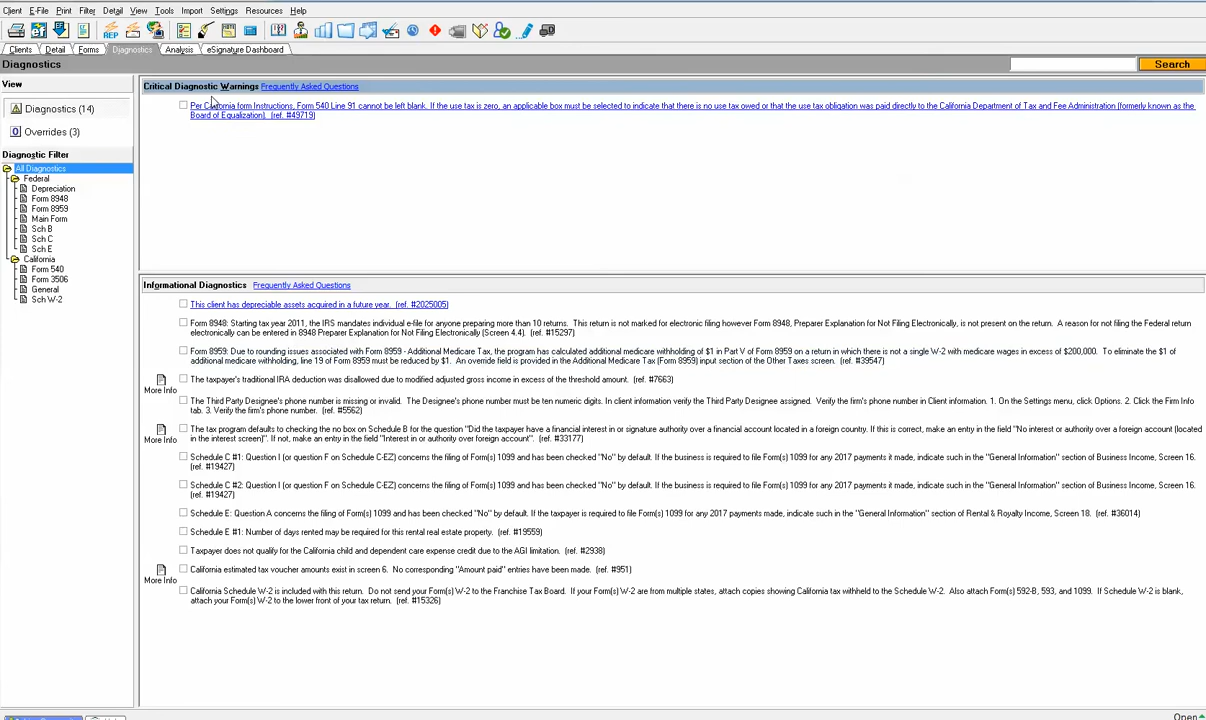 Client E-File Print Filter Detail View Tools Import Settings Resources Help
REP
Clients Detail Forms Diagnostics Analysis eSignature Dashboard
Diagnostics
Search
View
Diagnostics (14)
Overrides (3)
Diagnostic Filter
All Diagnostics
Federal
Depreciation
Form 8948
Form 8959
Main Form
Sch B
Sch C
Sch E
California
Form 540
Form 3506
General
Sch W-2
Critical Diagnostic Warnings Frequently Asked Questions
Per California form Instructions, Form 540 Line 91 cannot be left blank. If the use tax is zero, an applicable box must be selected to indicate that there is no use tax owed or that the use tax obligation was paid directly to the California Department of Tax and Fee Administration (formerly known as the
Board of Equalization). (ref. #49719)
Informational Diagnostics Frequently Asked Questions
This client has depreciable assets acquired in a future year. (ref. #2025005)
Form 8948: Starting tax year 2011, the IRS mandates individual e-file for anyone preparing more than 10 returns. This return is not marked for electronic filing however Form 8948, Preparer Explanation for Not Filing Electronically, is not present on the return. A reason for not filing the Federal return
electronically can be entered in 8948 Preparer Explanation for Not Filing Electronically (Screen 4.4). (ref. #15297)
Form 8959: Due to rounding issues associated with Form 8959 - Additional Medicare Tax, the program has calculated additional medicare withholding of $1 in Part V of Form 8959 on a return in which there is not a single W-2 with medicare wages in excess of $200,000. To eliminate the $1 of
additional medicare withholding, line 19 of Form 8959 must be reduced by $1. An override field is provided in the Additional Medicare Tax (Form 8959) input section of the Other Taxes screen. (ref. #39547)
The taxpayer's traditional IRA deduction was disallowed due to modified adjusted gross income in excess of the threshold amount. (ref. #7663)
More Info
The Third Party Designee's phone number is missing or invalid. The Designee's phone number must be ten numeric digits. In client information verify the Third Party Designee assigned. Verify the firm's phone number in Client information. 1. On the Settings menu, click Options. 2. Click the Firm Info
tab. 3. Verify the firm's phone number. (ref. #5562)
The tax program defaults to checking the no box on Schedule B for the question "Did the taxpayer have a financial interest in or signature authority over a financial account located in a foreign country. If this is correct, make an entry in the field "No interest or authority over a foreign account (located
in the interest screen)". If not, make an entry in the field "Interest in or authority over foreign account". (ref. #33177)
More Info
Schedule C #1: Question I (or question F on Schedule C-EZ) concerns the filing of Form(s) 1099 and has been checked "No" by default. If the business is required to file Form(s) 1099 for any 2017 payments it made, indicate such in the "General Information" section of Business Income, Screen 16.
(ref. #19427)
Schedule C #2: Question I (or question F on Schedule C-EZ) concerns the filing of Form(s) 1099 and has been checked "No" by default. If the business is required to file Form(s) 1099 for any 2017 payments it made, indicate such in the "General Information" section of Business Income, Screen 16.
(ref. #19427)
Schedule E: Question A concerns the filing of Form(s) 1099 and has been checked "No" by default. If the taxpayer is required to file Form(s) 1099 for any 2017 payments made, indicate such in the "General Information" section of Rental & Royalty Income, Screen 18. (ref. #36014)
Schedule E #1: Number of days rented may be required for this rental real estate property. (ref. #19559)
Taxpayer does not qualify for the California child and dependent care expense credit due to the AGI limitation. (ref. #2938)
California estimated tax voucher amounts exist in screen 6. No corresponding "Amount paid" entries have been made. (ref. #951)
More Info
California Schedule W-2 is included with this return. Do not send your Form(s) W-2 to the Franchise Tax Board. If your Form(s) W-2 are from multiple states, attach copies showing California tax withheld to the Schedule W-2. Also attach Form(s) 592-B, 593, and 1099. If Schedule W-2 is blank,
attach your Form(s) W-2 to the lower front of your tax return. (ref. #15326)
Open